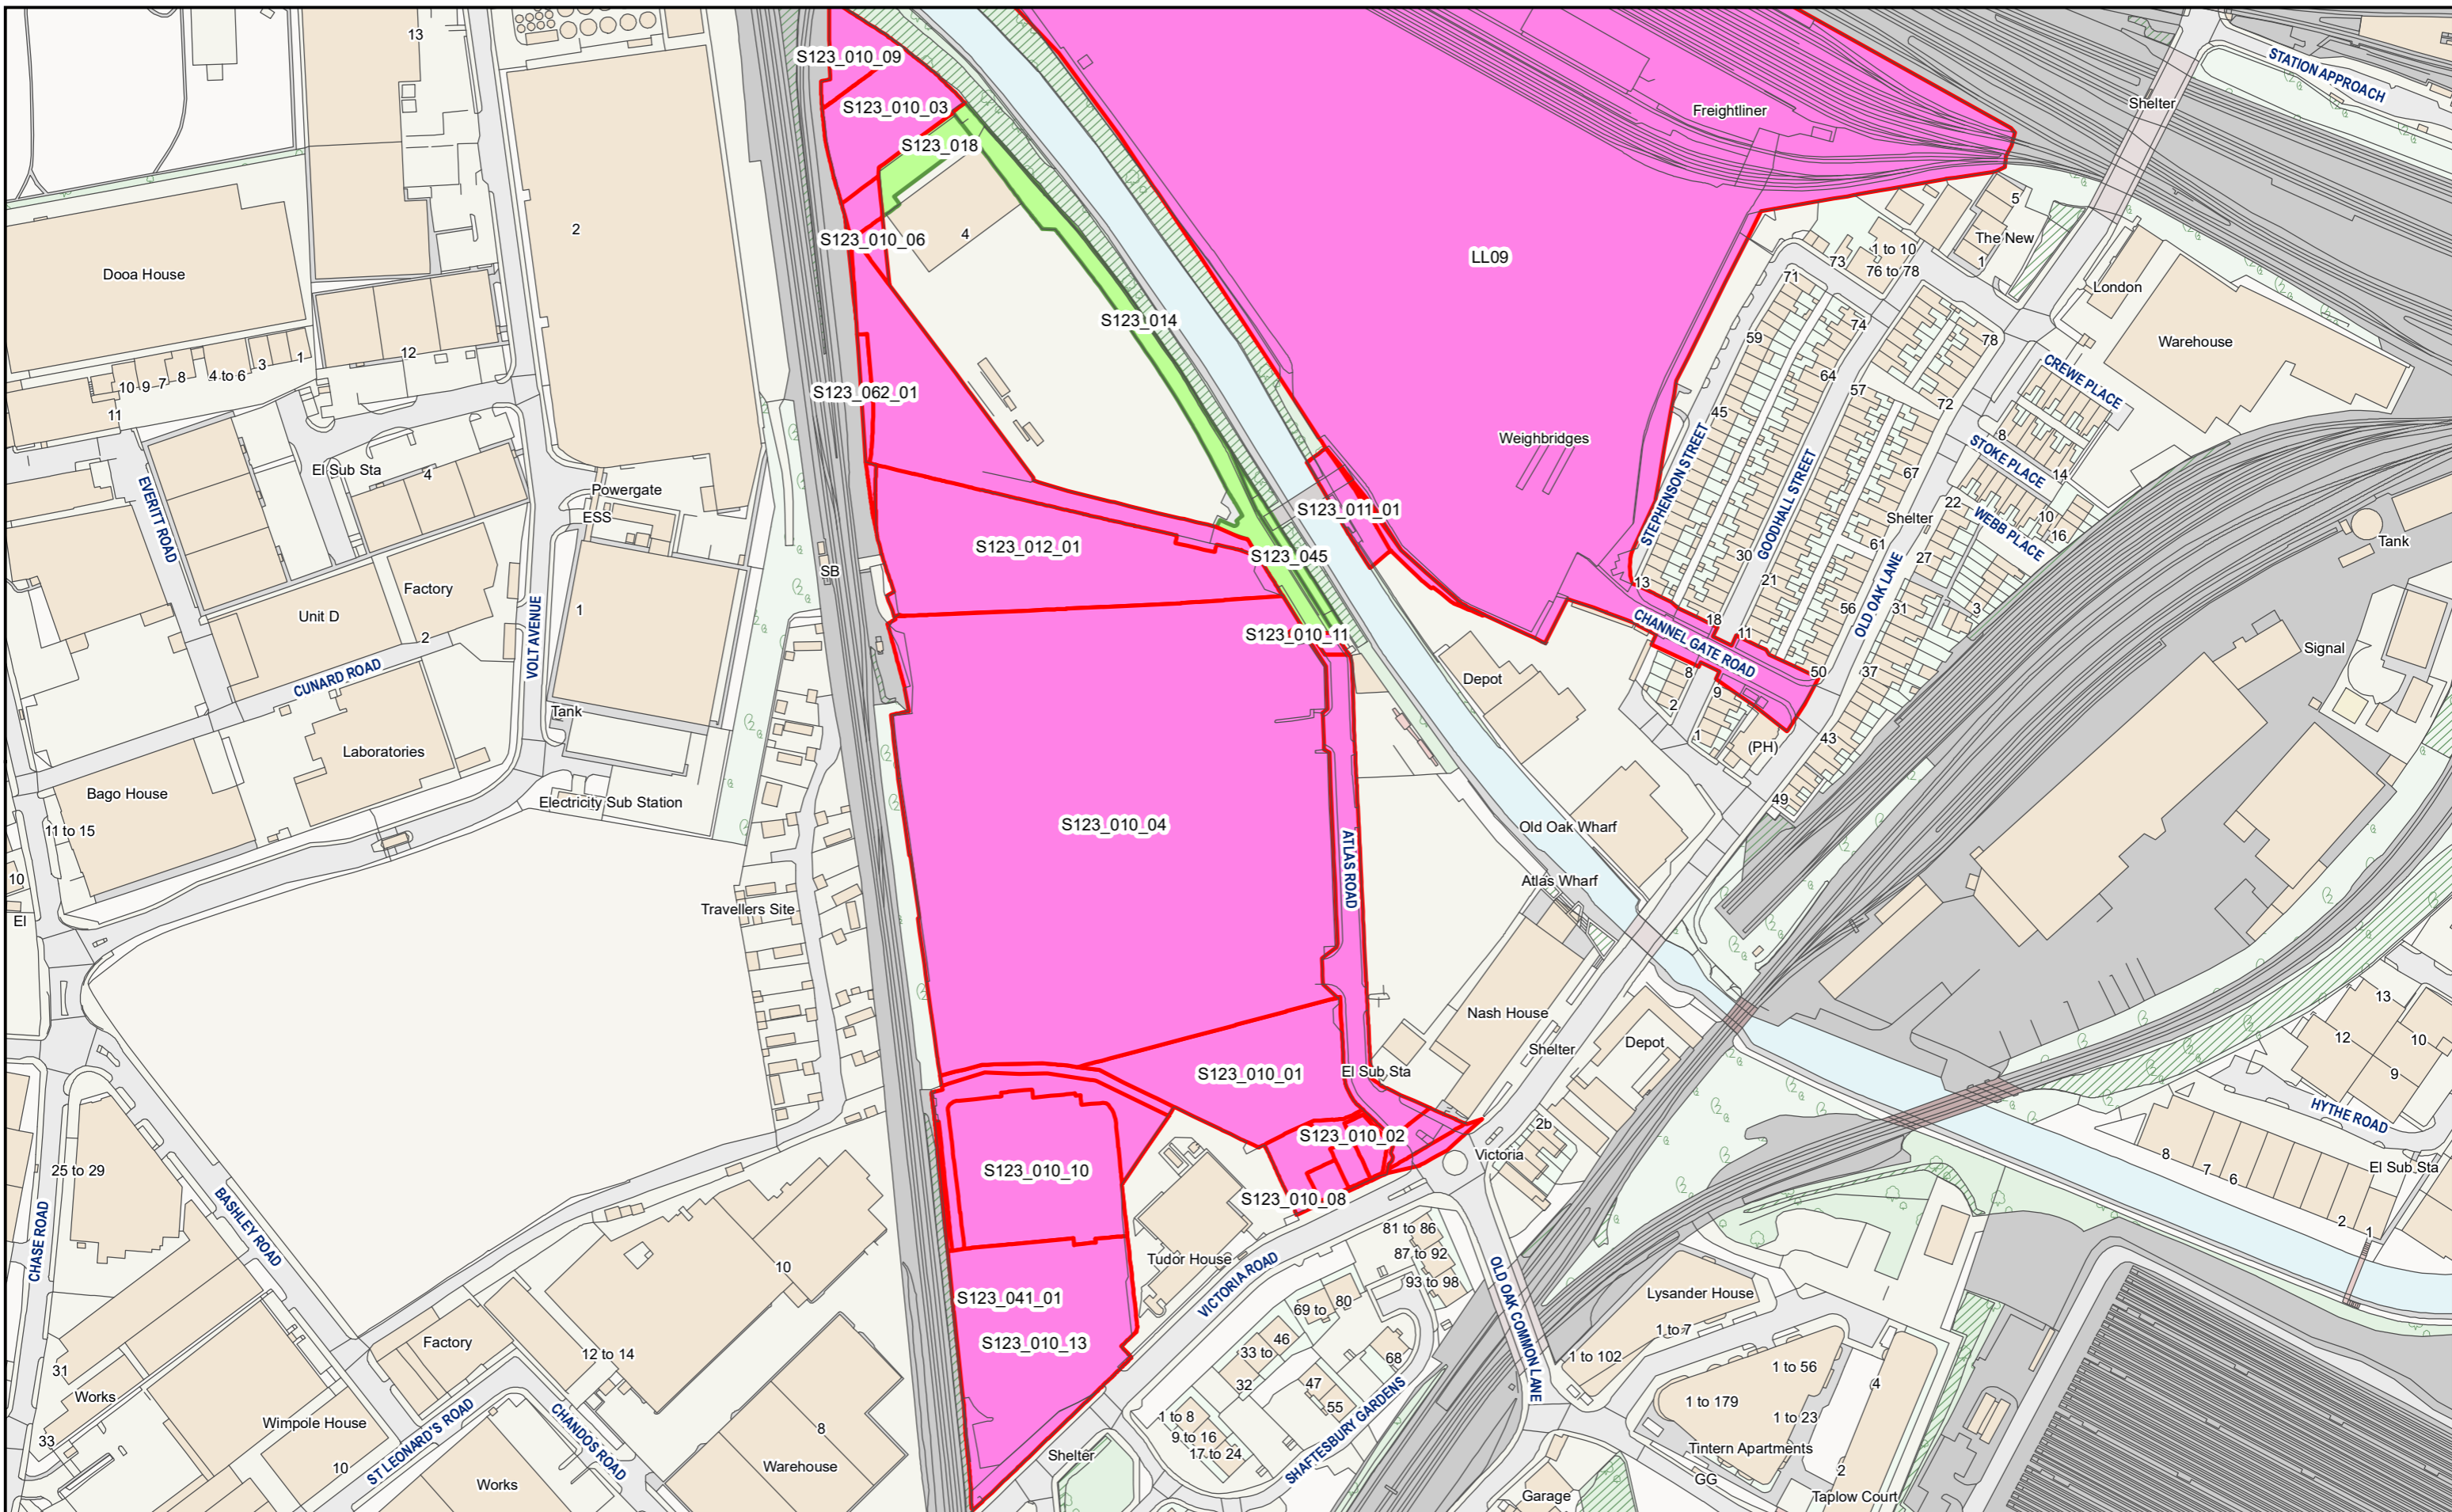 13
S123_010_09
STATION APPROACH
S123_010_03
Freightliner
Shelter
S123_018
2
4
S123_010_06
5
The New
1
1 to 10
73
76 to 78
71
LL09
Dooa House
London
S123_014
74
59
78
Warehouse
12
1
3
4 to 6
8
7
9
10
11
CREWE PLACE
64
57
72
S123_062_01
45
8
STOKE PLACE
14
Weighbridges
67
El Sub Sta
4
EVERITT ROAD
Powergate
ESS
STEPHENSON STREET
GOODHALL STREET
22
WEBB PLACE
10
16
S123_011_01
Shelter
Tank
S123_012_01
S123_045
30
61
27
SB
13
21
Factory
Unit D
1
VOLT AVENUE
56
OLD OAK LANE
31
3
18
11
CHANNEL GATE ROAD
S123_010_11
2
Signal
CUNARD ROAD
8
50
37
Depot
9
2
Tank
1
(PH)
43
Laboratories
Bago House
Electricity Sub Station
49
11 to 15
S123_010_04
Old Oak Wharf
ATLAS ROAD
10
El
Atlas Wharf
Travellers Site
Nash House
13
10
12
9
Shelter
Depot
S123_010_01
El Sub Sta
HYTHE ROAD
2b
S123_010_02
Victoria
S123_010_10
25 to 29
S123_010_08
8
7
6
El Sub Sta
2
1
CHASE ROAD
BASHLEY ROAD
81 to 86
87 to 92
93 to 98
Tudor House
VICTORIA ROAD
10
OLD OAK COMMON LANE
Lysander House
S123_041_01
80
69 to
S123_010_13
46
33 to
1 to 7
Factory
12 to 14
68
1 to 102
1 to 56
31
32
47
4
Works
55
1 to 179
1 to 23
Wimpole House
1 to 8
9 to 16
17 to 24
8
33
ST LEONARD'S ROAD
CHANDOS ROAD
SHAFTESBURY GARDENS
Tintern Apartments
Shelter
10
Warehouse
GG
2
Works
Garage
Taplow Court